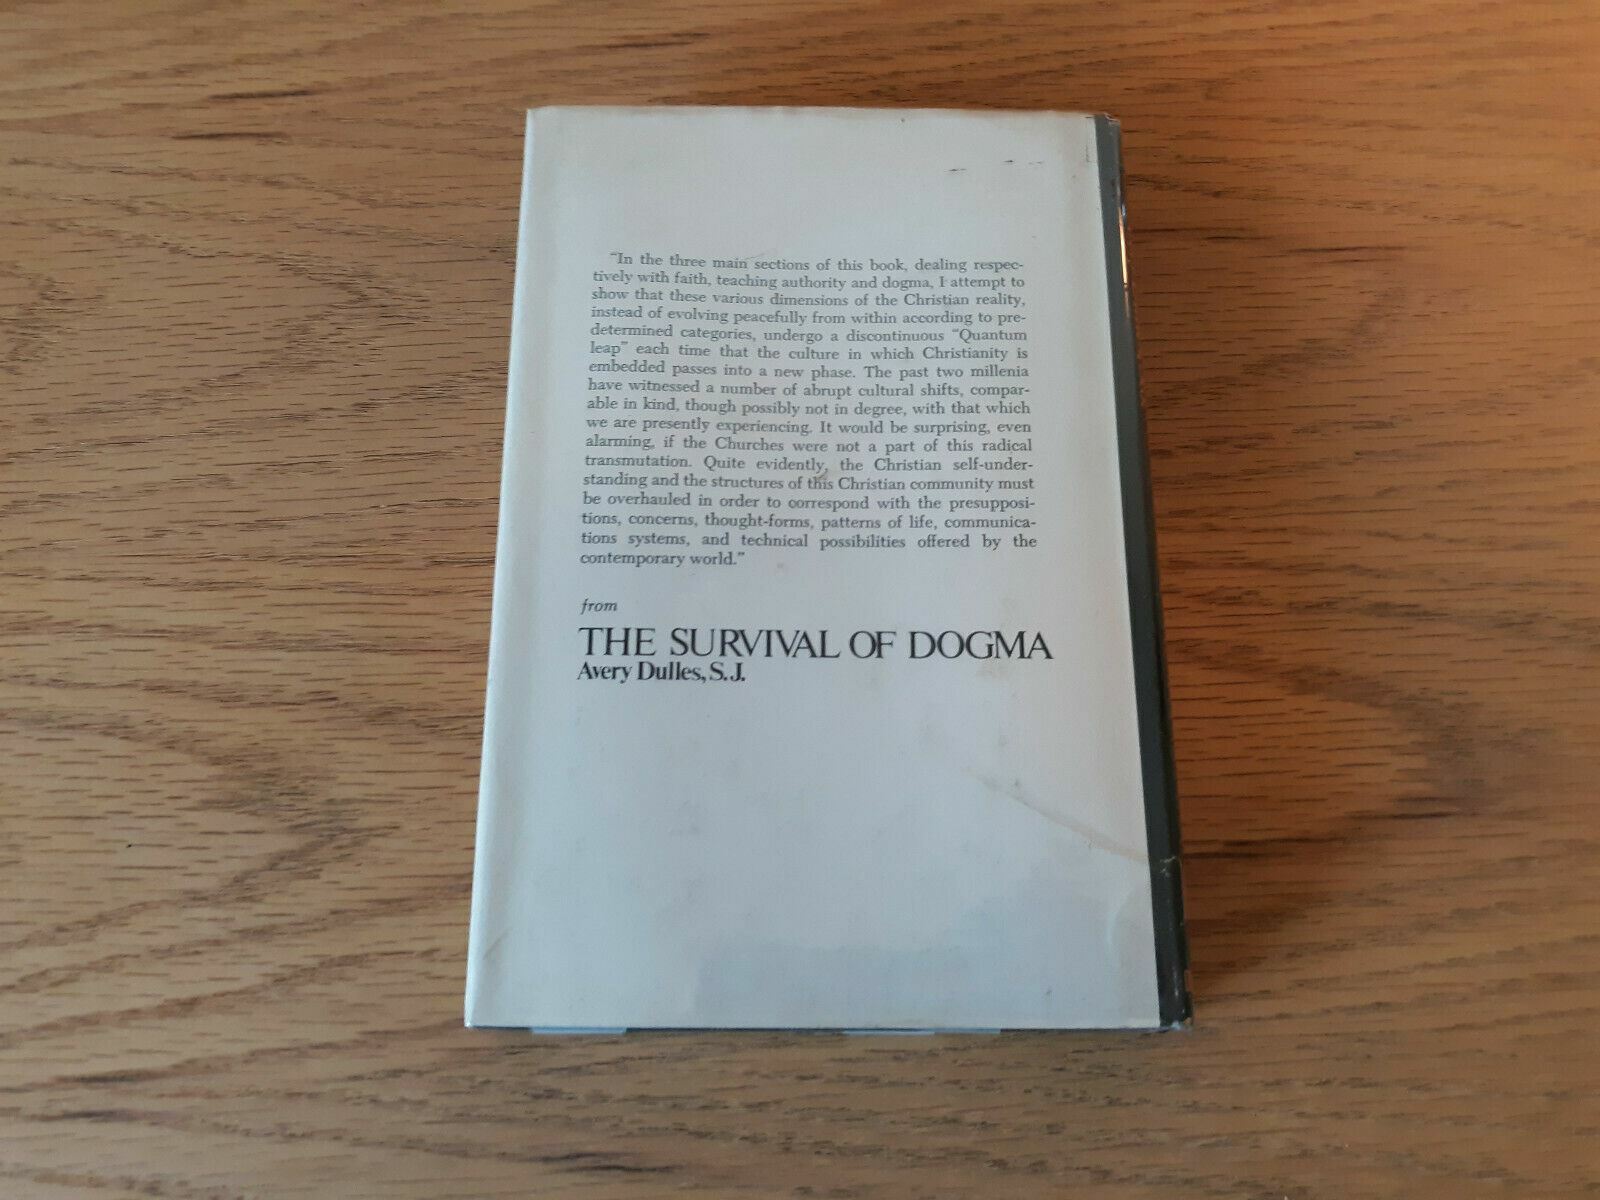 "In the three main sections of this book, dealing respec-
tively with faith, teaching authority and dogma, I attempt to
show that these various dimensions of the Christian reality,
instead of evolving peacefully from within according to pre-
determined categories, undergo a discontinuous "Quantum
leap" each time that the culture in which Christianity is
embedded passes into a new phase. The past two millenia
have witnessed a number of abrupt cultural shifts, compar-
able in kind, though possibly not in degree, with that which
we are presently experiencing. It would be surprising, even
alarming, if the Churches were not a part of this radical
transmutation. Quite evidently, the Christian self-under-
standing and the structures of this Christian community must
be overhauled in order to correspond with the presupposi-
tions, concerns, thought-forms, patterns of life, communica-
tions systems, and technical possibilities offered by the
contemporary world."
from
THE SURVIVAL OF DOGMA
Avery Dulles, S.J.